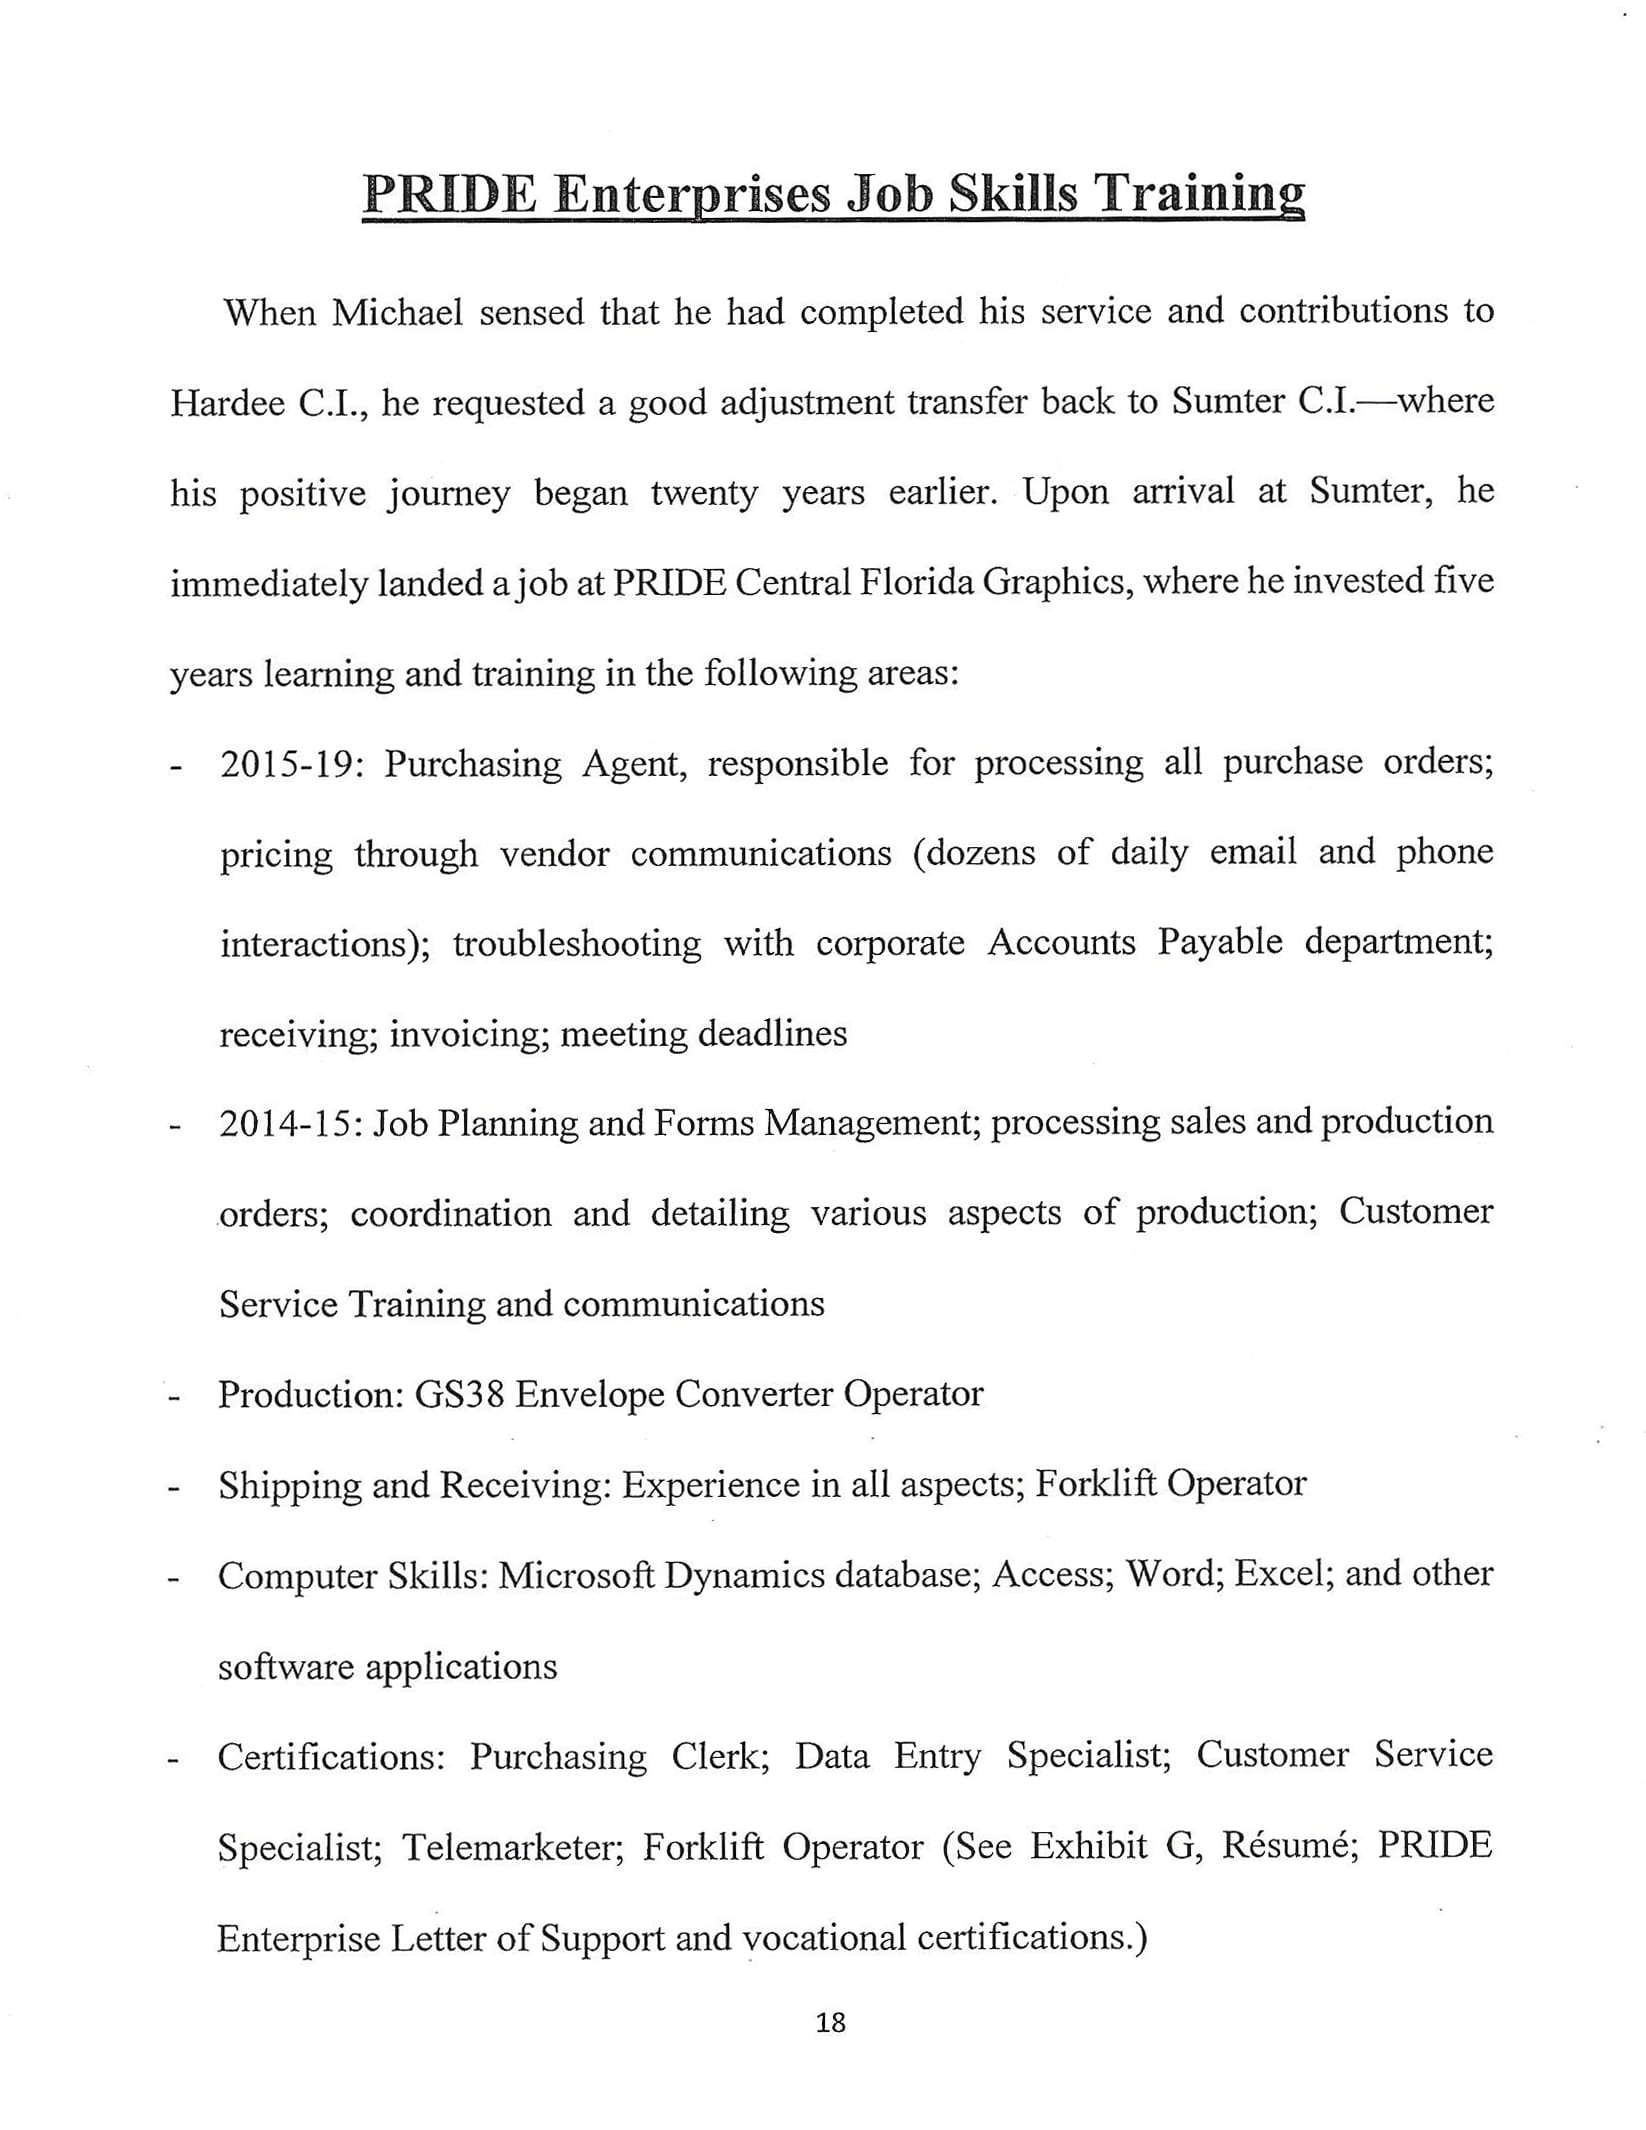 PRIDE Enterprises Job Skills Training
When Michael sensed that he had completed his service and contributions to
Hardee C.I., he requested a good adjustment transfer back to Sumter C.I.—where
his positive journey began twenty years earlier. Upon arrival at Sumter, he
immediately landed a job at PRIDE Central Florida Graphics, where he invested five
years learning and training in the following areas:
- 2015-19: Purchasing Agent, responsible for processing all purchase orders;
pricing through vendor communications (dozens of daily email and phone
interactions); troubleshooting with corporate Accounts Payable department;
receiving; invoicing; meeting deadlines
- 2014-15: Job Planning and Forms Management; processing sales and production
orders; coordination and detailing various aspects of production; Customer
Service Training and communications
- Production: GS38 Envelope Converter Operator
- Shipping and Receiving: Experience in all aspects; Forklift Operator
- Computer Skills: Microsoft Dynamics database; Access; Word; Excel; and other
software applications
- Certifications: Purchasing Clerk; Data Entry Specialist; Customer Service
Specialist; Telemarketer; Forklift Operator (See Exhibit G, Résumé; PRIDE
Enterprise Letter of Support and vocational certifications.)
18